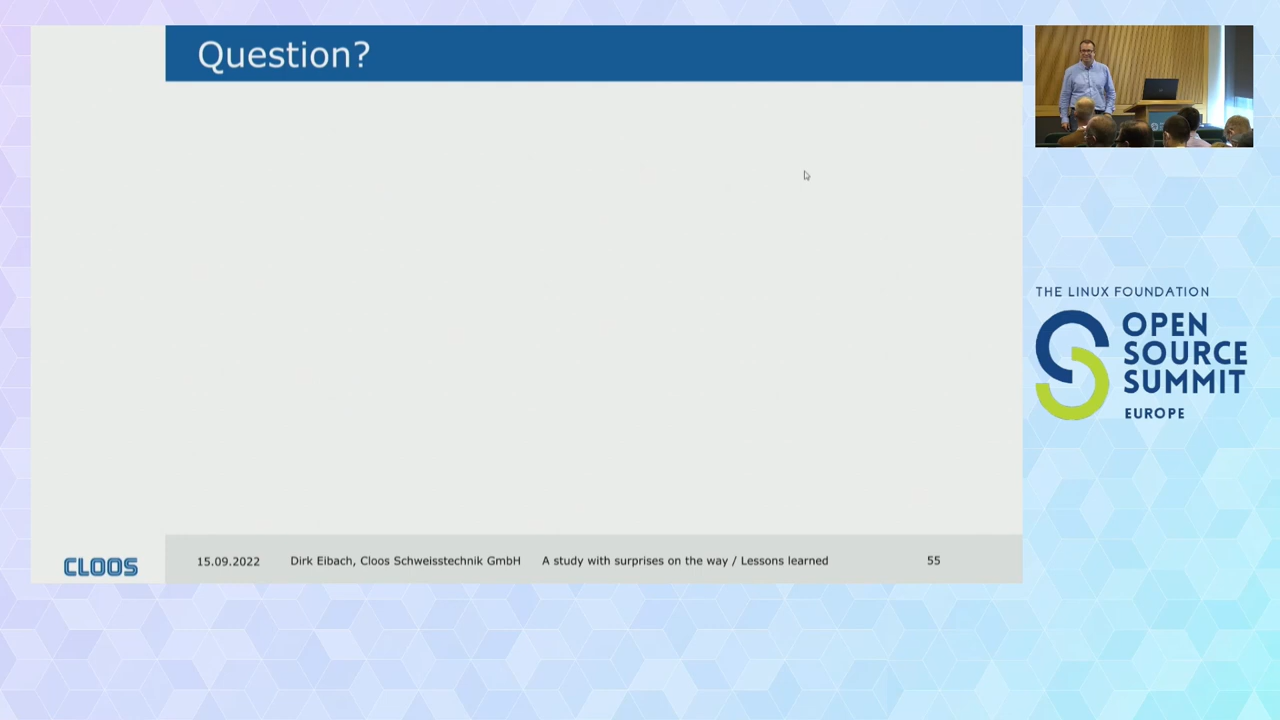 Question?
THE LINUX FOUNDATION
OPEN
SOURCE
SUMMIT
EUROPE
CLOOS
15.09.2022 Dirk Eibach, Cloos Schweisstechnik GmbH A study with surprises on the way / Lessons learned 55